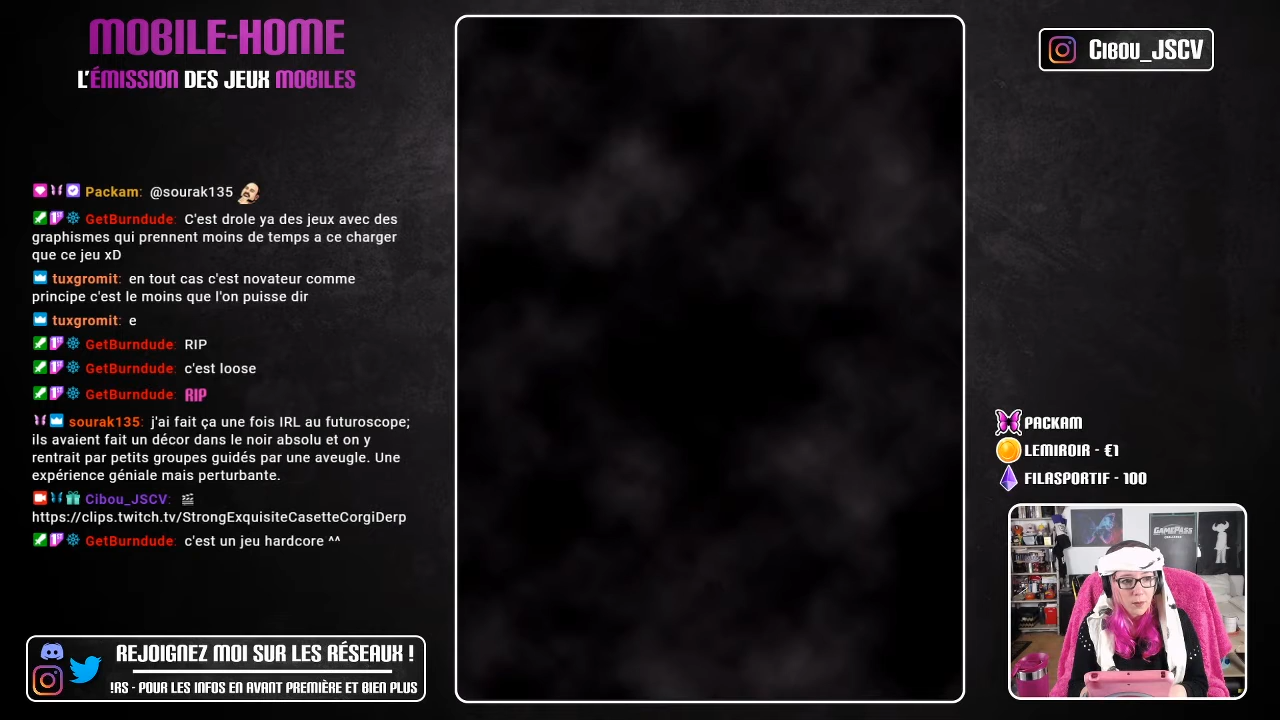 MOBILE-HOME
L'ÉMISSION DES JEUX MOBILES
Packam: @sourak135
GetBurndude: C'est drole ya des jeux avec des
graphismes qui prennent moins de temps a ce charger
que ce jeu xD
tuxgromit: en tout cas c'est novateur comme
principe c'est le moins que l'on puisse dir
tuxgromit: e
GetBurndude: RIP
GetBurndude: c'est loose
GetBurndude: RIP
sourak135: j'ai fait ça une fois IRL au futuroscope;
ils avaient fait un décor dans le noir absolu et on y
rentrait par petits groupes guidés par une aveugle. Une
expérience géniale mais perturbante.
Cibou_JSCV: 🎬
https://clips.twitch.tv/StrongExquisiteCasetteCorgiDerp
GetBurndude: c'est un jeu hardcore ^^
REJOIGNEZ MOI SUR LES RÉSEAUX !
!RS - POUR LES INFOS EN AVANT PREMIÈRE ET BIEN PLUS
Cibou_JSCV
PACKAM
LEMIROIR - €1
FILASPORTIF - 100
GAMEPASS